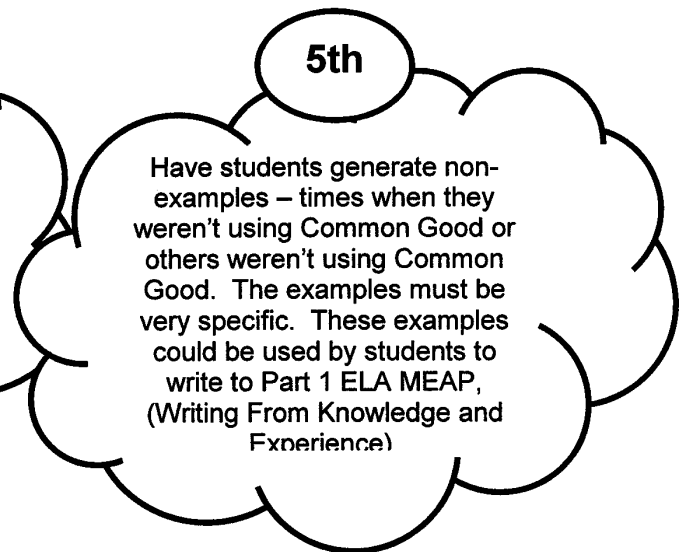 5th
Have students generate non-
examples – times when they
weren't using Common Good or
others weren't using Common
Good. The examples must be
very specific. These examples
could be used by students to
write to Part 1 ELA MEAP,
(Writing From Knowledge and
Experience)